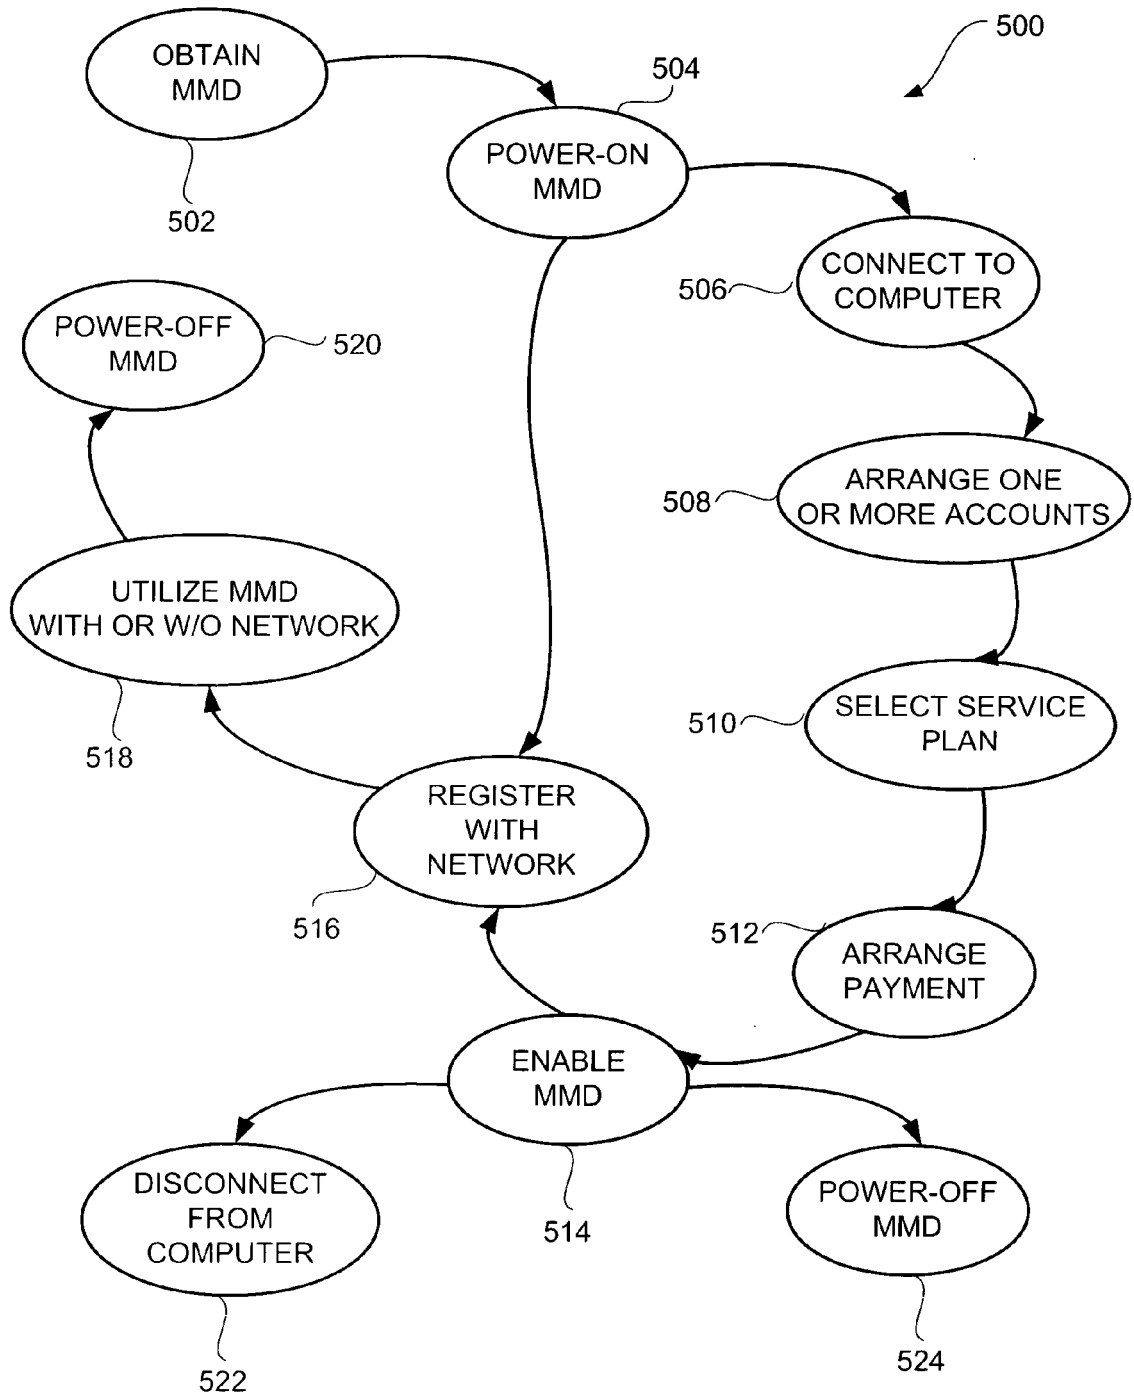 500
OBTAIN
MMD
502
504
POWER-ON
MMD
506
CONNECT TO
COMPUTER
POWER-OFF
MMD
520
508
ARRANGE ONE
OR MORE ACCOUNTS
UTILIZE MMD
WITH OR W/O NETWORK
518
510
SELECT SERVICE
PLAN
REGISTER
WITH
NETWORK
516
512
ARRANGE
PAYMENT
ENABLE
MMD
514
DISCONNECT
FROM
COMPUTER
522
POWER-OFF
MMD
524